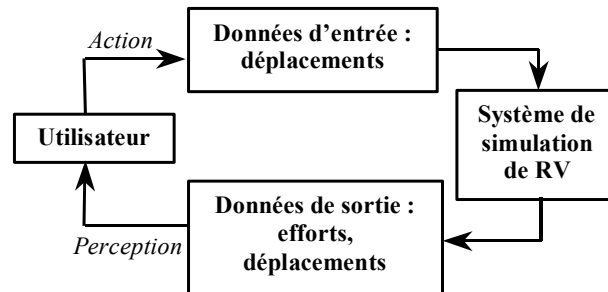 Action
Données d’entrée :
déplacements
Utilisateur
Système de
simulation
de RV
Données de sortie :
efforts,
déplacements
Perception